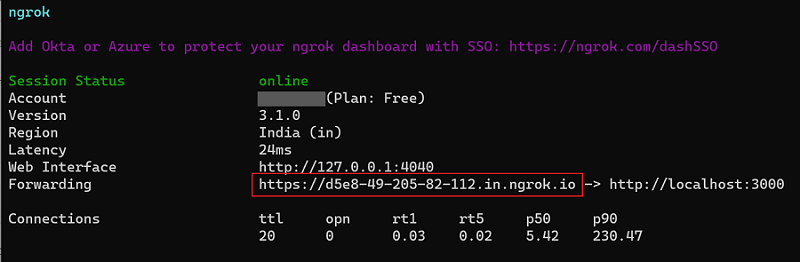 ngrok
Add Okta or Azure to protect your ngrok dashboard with SSO: https://ngrok.com/dashSSO
Session Status online
Account (Plan: Free)
Version 3.1.0
Region India (in)
Latency 24ms
Web Interface http://127.0.0.1:4040
Forwarding https://d5e8-49-205-82-112.in.ngrok.io -> http://localhost:3000
Connections ttl opn rt1 rt5 p50 p90
20 0 0.03 0.02 5.42 230.47